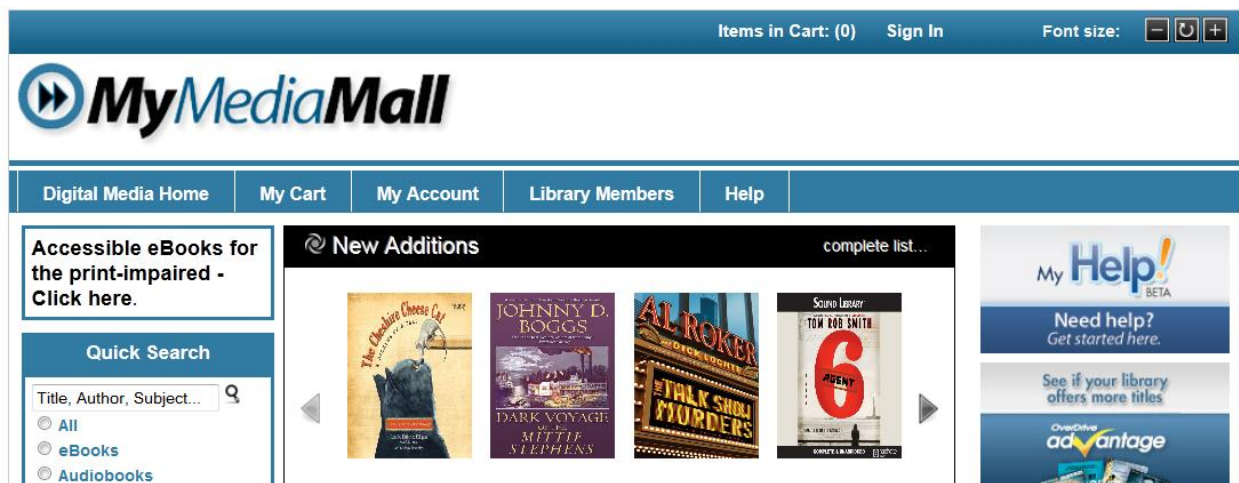 Items in Cart: (0) Sign In Font size:
MyMediaMall
Digital Media Home My Cart My Account Library Members Help
Accessible eBooks for
the print-impaired -
Click here.
New Additions complete list...
The Cheshire Cheese Cat
JOHNNY D.
BOGGS
DARK VOYAGE
OF THE
MITTIE
STEPHENS
AL ROKER
DICK LOCHTE
THE
TALK SHOW
MURDERS
SOUND LIBRARY
TOM ROB SMITH
AGENT
6
COMPLETE & UNABRIDGED
My Help!
BETA
Need help?
Get started here.
See if your library
offers more titles
OverDrive
advantage
Quick Search
Title, Author, Subject...
All
eBooks
Audiobooks